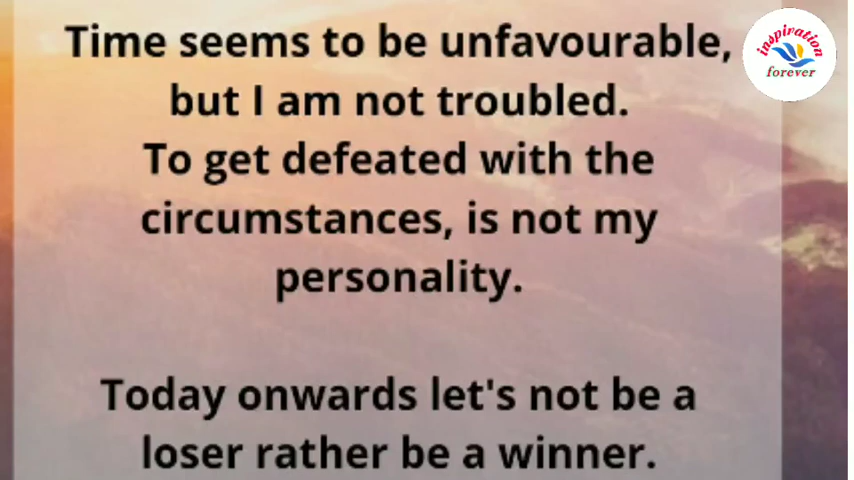 Time seems to be unfavourable,
but I am not troubled.
To get defeated with the
circumstances, is not my
personality.
Today onwards let's not be a
loser rather be a winner.
inspiration
forever